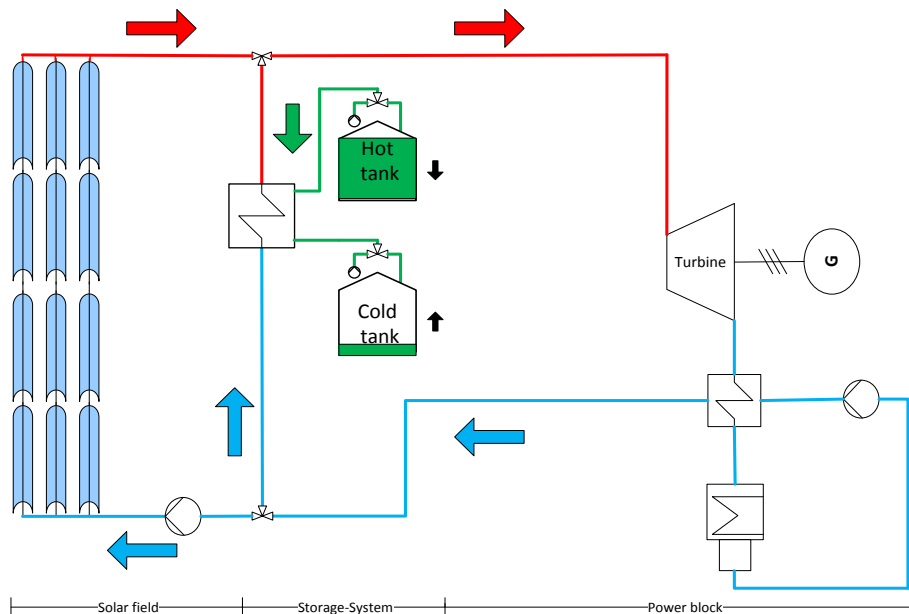 Hot
tank
Cold
tank
Turbine
G
Solar field
Storage-System
Power block